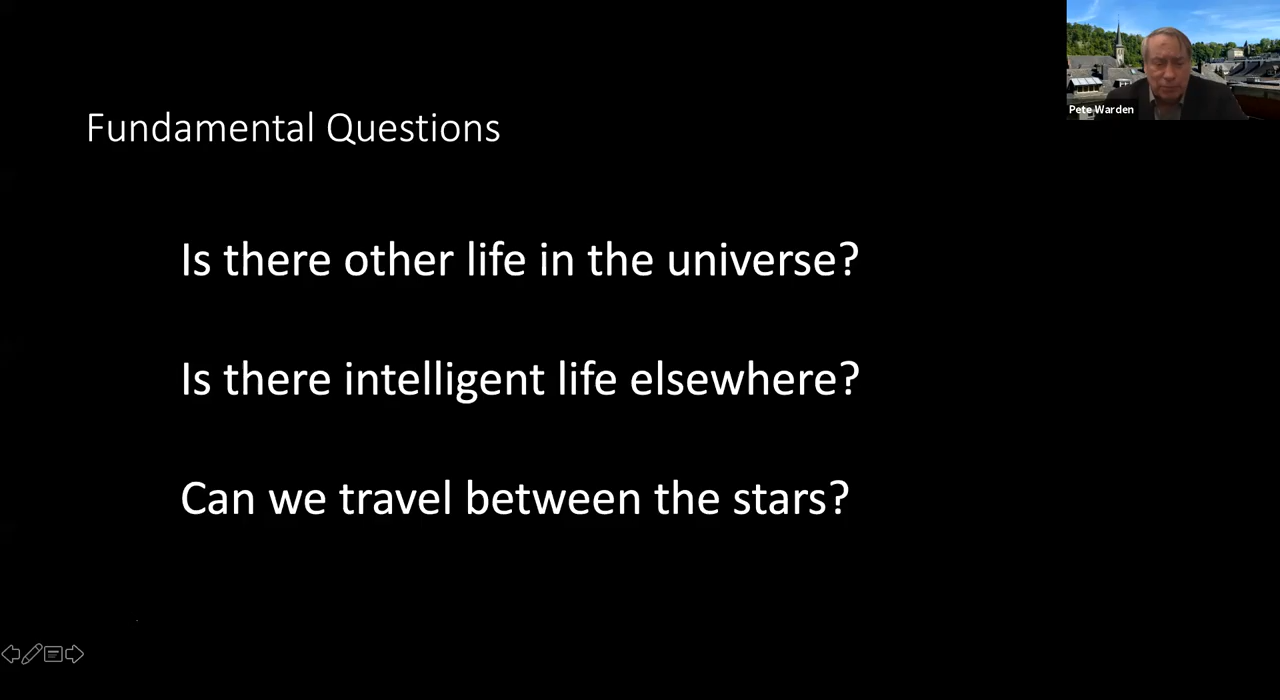 Fundamental Questions
Pete Warden
Is there other life in the universe?
Is there intelligent life elsewhere?
Can we travel between the stars?